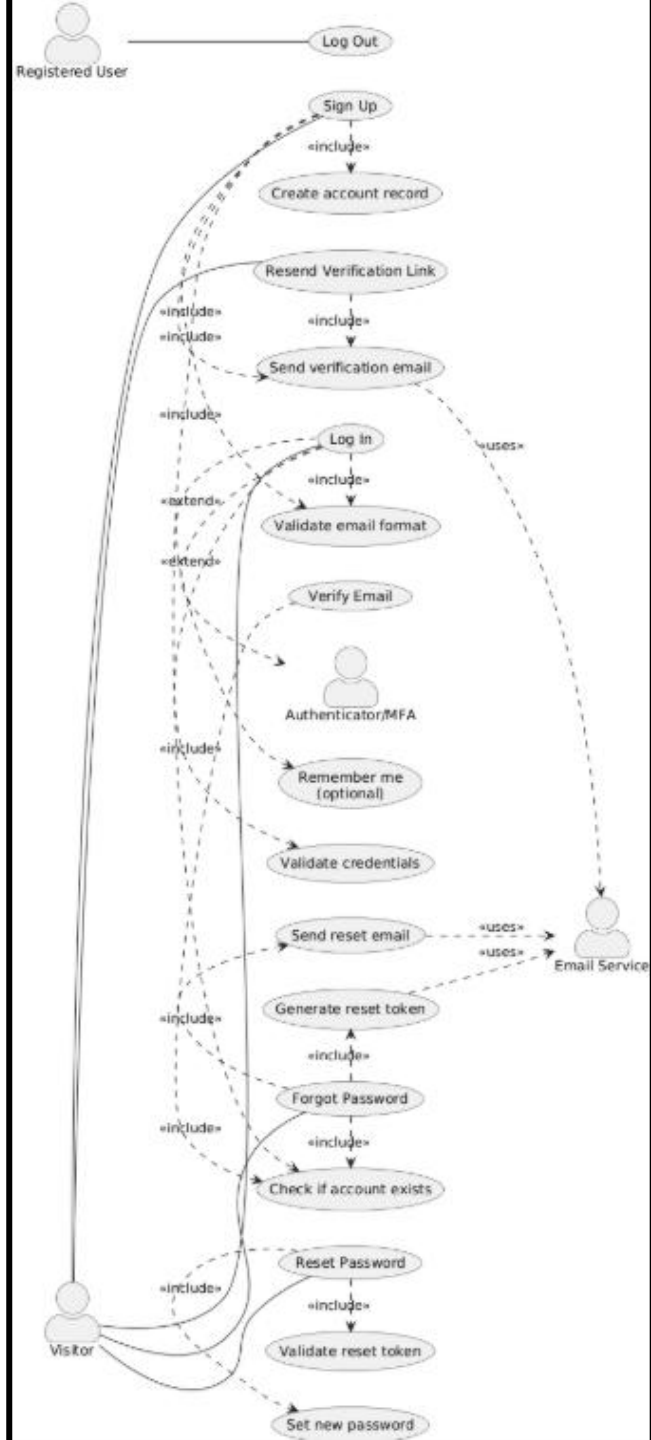 Registered User
Log Out
Sign Up
«include»
Create account record
Resend Verification Link
«include»
«include»
«include»
Send verification email
«include»
Log In
«uses»
«include»
«extend»
Validate email format
«extend»
Verify Email
Authenticator/MFA
«include»
Remember me
(optional)
Validate credentials
Send reset email
«uses»
«uses»
Email Service
Generate reset token
«include»
«include»
Forgot Password
«include»
«include»
Check if account exists
Reset Password
«include»
«include»
Visitor
Validate reset token
Set new password